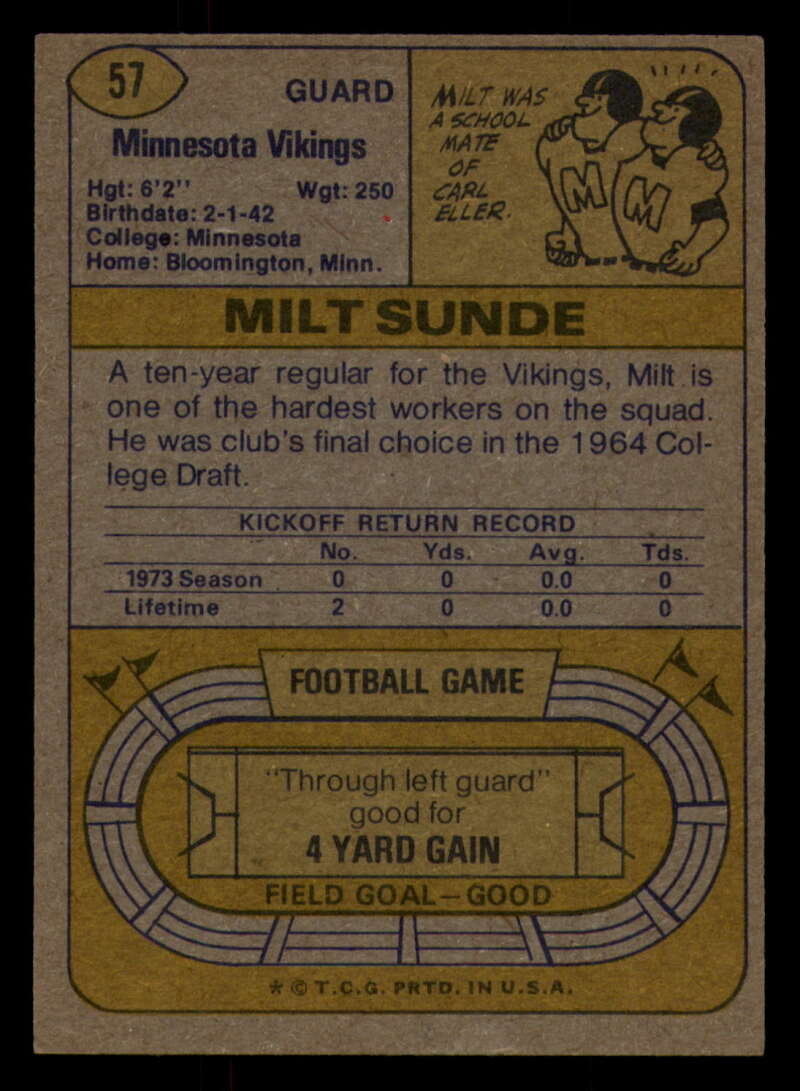 57
GUARD
Minnesota Vikings
Hgt: 6'2" Wgt: 250
Birthdate: 2-1-42
College: Minnesota
Home: Bloomington, Minn.
MILT WAS
A SCHOOL
MATE
OF
CARL
ELLER.
M M
MILT SUNDE
A ten-year regular for the Vikings, Milt is
one of the hardest workers on the squad.
He was club's final choice in the 1964 Col-
lege Draft.
KICKOFF RETURN RECORD
No. Yds. Avg. Tds.
1973 Season 0 0 0.0 0
Lifetime 2 0 0.0 0
FOOTBALL GAME
"Through left guard"
good for
4 YARD GAIN
FIELD GOAL—GOOD
* © T.C.G. PRTD. IN U.S.A.